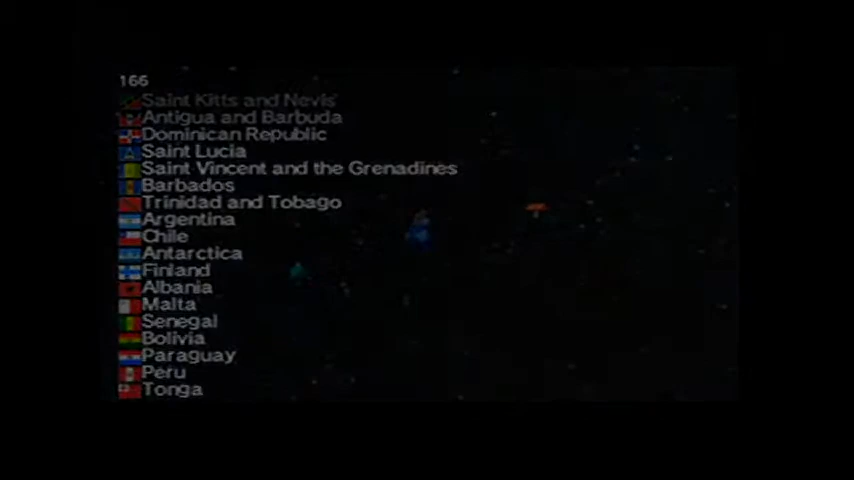 166
Saint Kitts and Nevis
Antigua and Barbuda
Dominican Republic
Saint Lucia
Saint Vincent and the Grenadines
Barbados
Trinidad and Tobago
Argentina
Chile
Antarctica
Finland
Albania
Malta
Senegal
Bolivia
Paraguay
Peru
Tonga